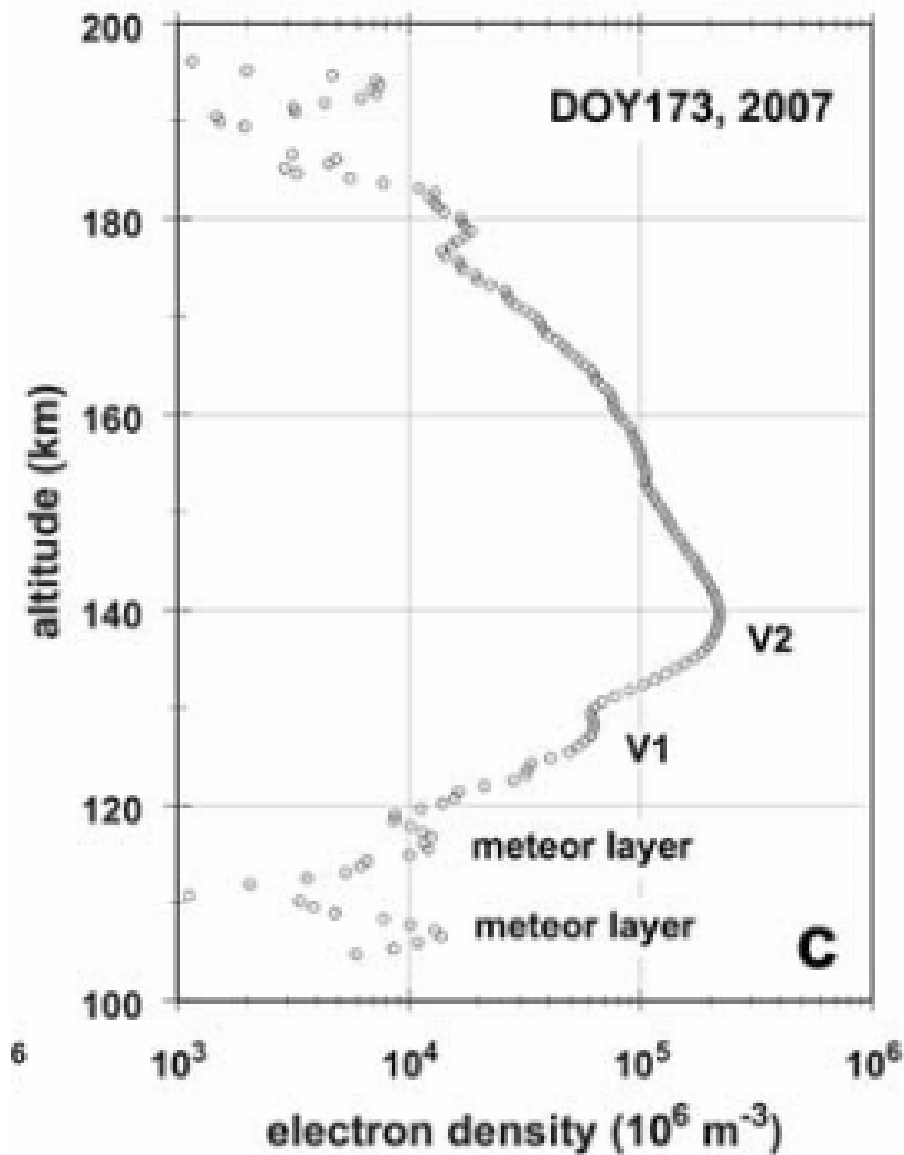 200
DOY173, 2007
180
160
altitude (km)
140
V2
V1
120
meteor layer
meteor layer
C
100
6
10³ 10⁴ 10⁵ 10⁶
electron density (10⁶ m⁻³)